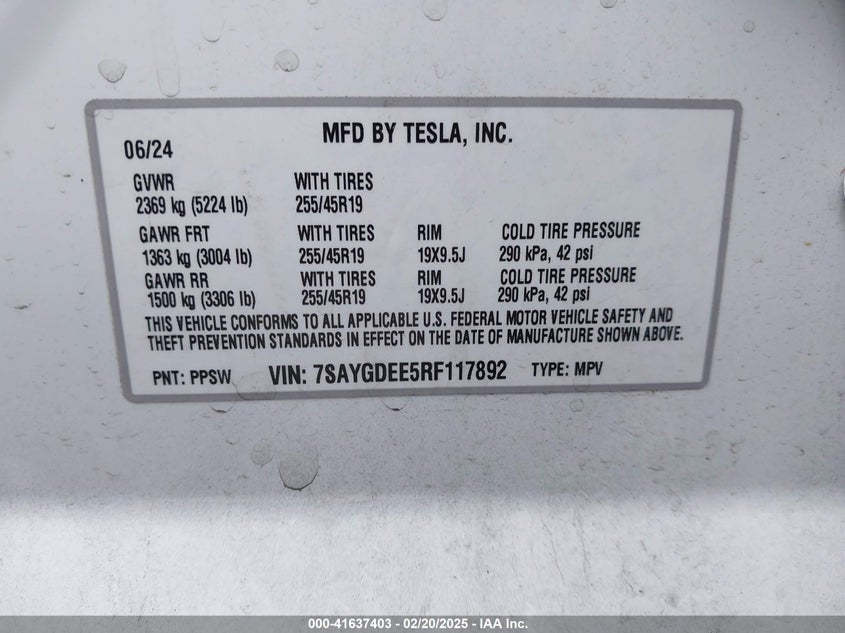 MFD BY TESLA, INC.
06/24
GVWR WITH TIRES
2369 kg (5224 lb) 255/45R19
GAWR FRT WITH TIRES RIM COLD TIRE PRESSURE
1363 kg (3004 lb) 255/45R19 19X9.5J 290 kPa, 42 psi
GAWR RR WITH TIRES RIM COLD TIRE PRESSURE
1500 kg (3306 lb) 255/45R19 19X9.5J 290 kPa, 42 psi
THIS VEHICLE CONFORMS TO ALL APPLICABLE U.S. FEDERAL MOTOR VEHICLE SAFETY AND
THEFT PREVENTION STANDARDS IN EFFECT ON THE DATE OF MANUFACTURE SHOWN ABOVE.
PNT: PPSW VIN: 7SAYGDEE5RF117892 TYPE: MPV
000-41637403 - 02/20/2025 - IAA Inc.